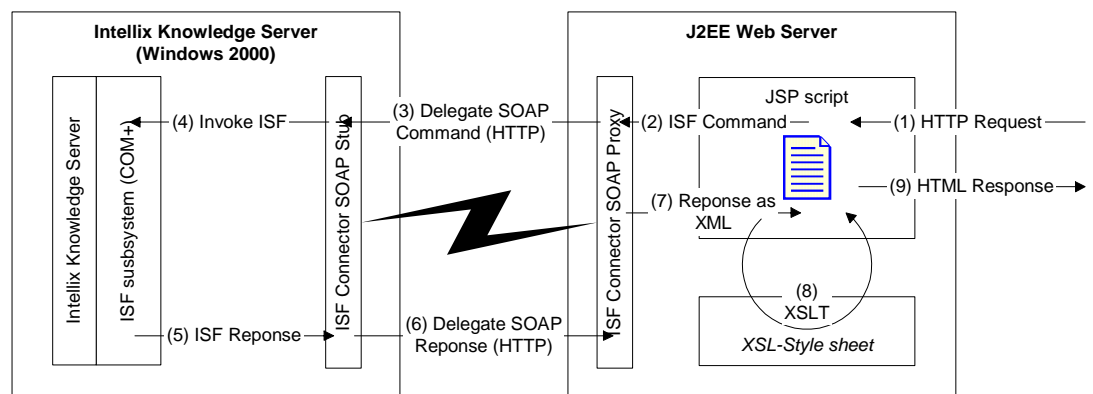 Intellix Knowledge Server
(Windows 2000)
J2EE Web Server
Intellix Knowledge Server
ISF susbsystem (COM+)
ISF Connector SOAP Stub
ISF Connector SOAP Proxy
JSP script
(4) Invoke ISF
(3) Delegate SOAP
Command (HTTP)
(2) ISF Command
(1) HTTP Request
(9) HTML Response
(7) Reponse as
XML
(8)
XSLT
(5) ISF Reponse
(6) Delegate SOAP
Reponse (HTTP)
XSL-Style sheet